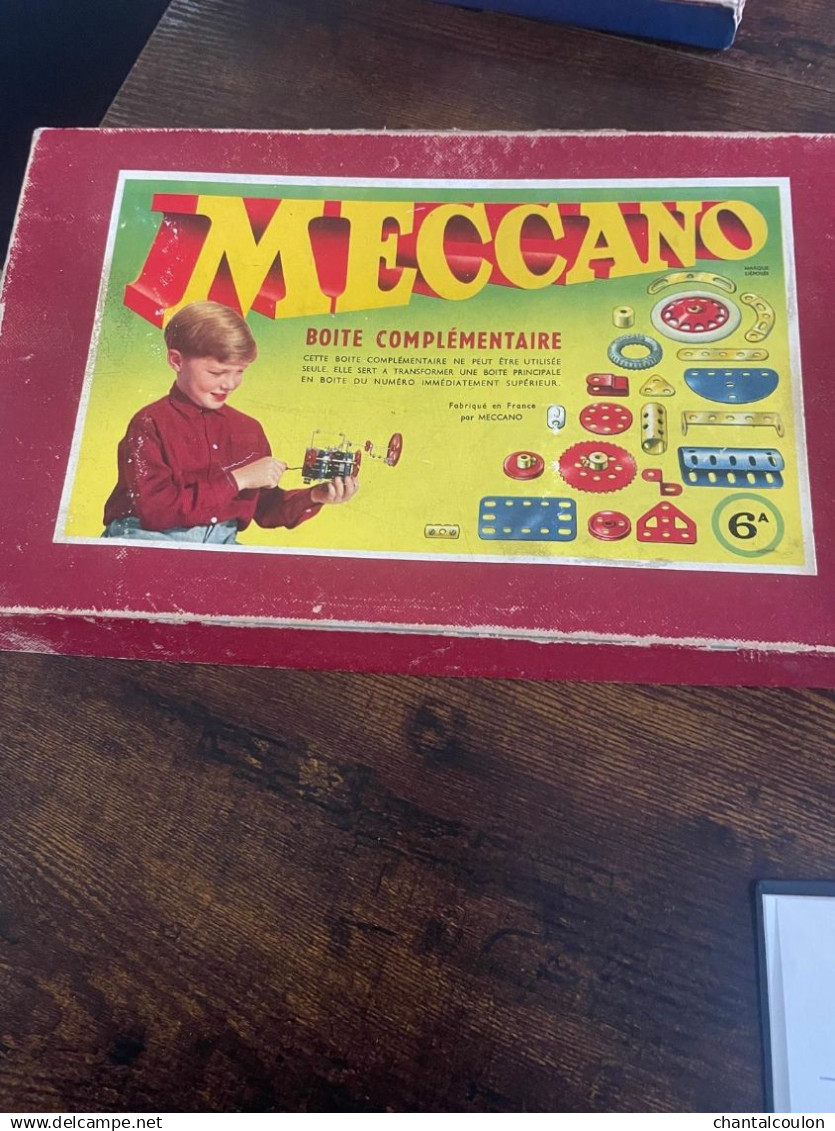 MECCANO
MARQUE
DÉPOSÉE
BOITE COMPLÉMENTAIRE
CETTE BOITE COMPLÉMENTAIRE NE PEUT ÊTRE UTILISÉE
SEULE. ELLE SERT A TRANSFORMER UNE BOITE PRINCIPALE
EN BOITE DU NUMÉRO IMMÉDIATEMENT SUPÉRIEUR.
Fabriqué en France
par MECCANO
6A
Delcampe.net
chantalcoulon